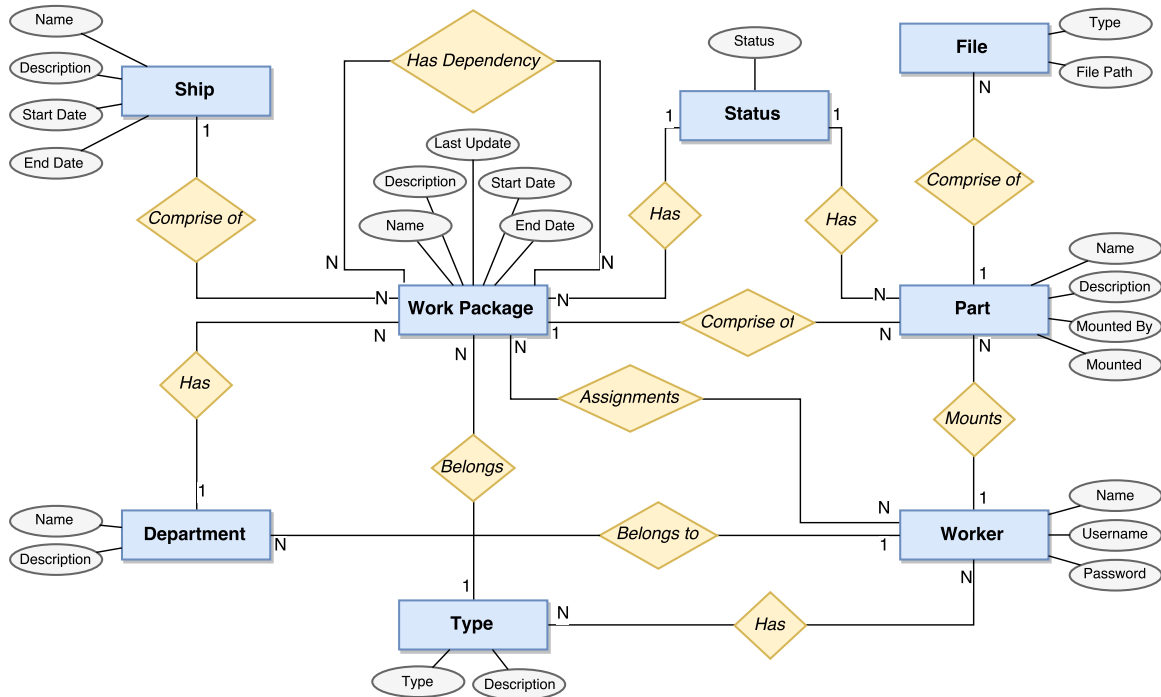 Name
Type
Status
File
Has Dependency
Description
File Path
Ship
N
Start Date
1
Status
1
1
Last Update
End Date
Comprise of
Description
Start Date
Comprise of
Has
Has
Name
End Date
Name
N
N
1
Description
N
N
N
Work Package
Part
Mounted By
N
1
Comprise of
N
N
N
N
Mounted
Has
Assignments
Mounts
Belongs
1
1
Name
N
Name
Department
Belongs to
Worker
Username
N
1
Description
Password
1
N
N
Type
Has
Type
Description